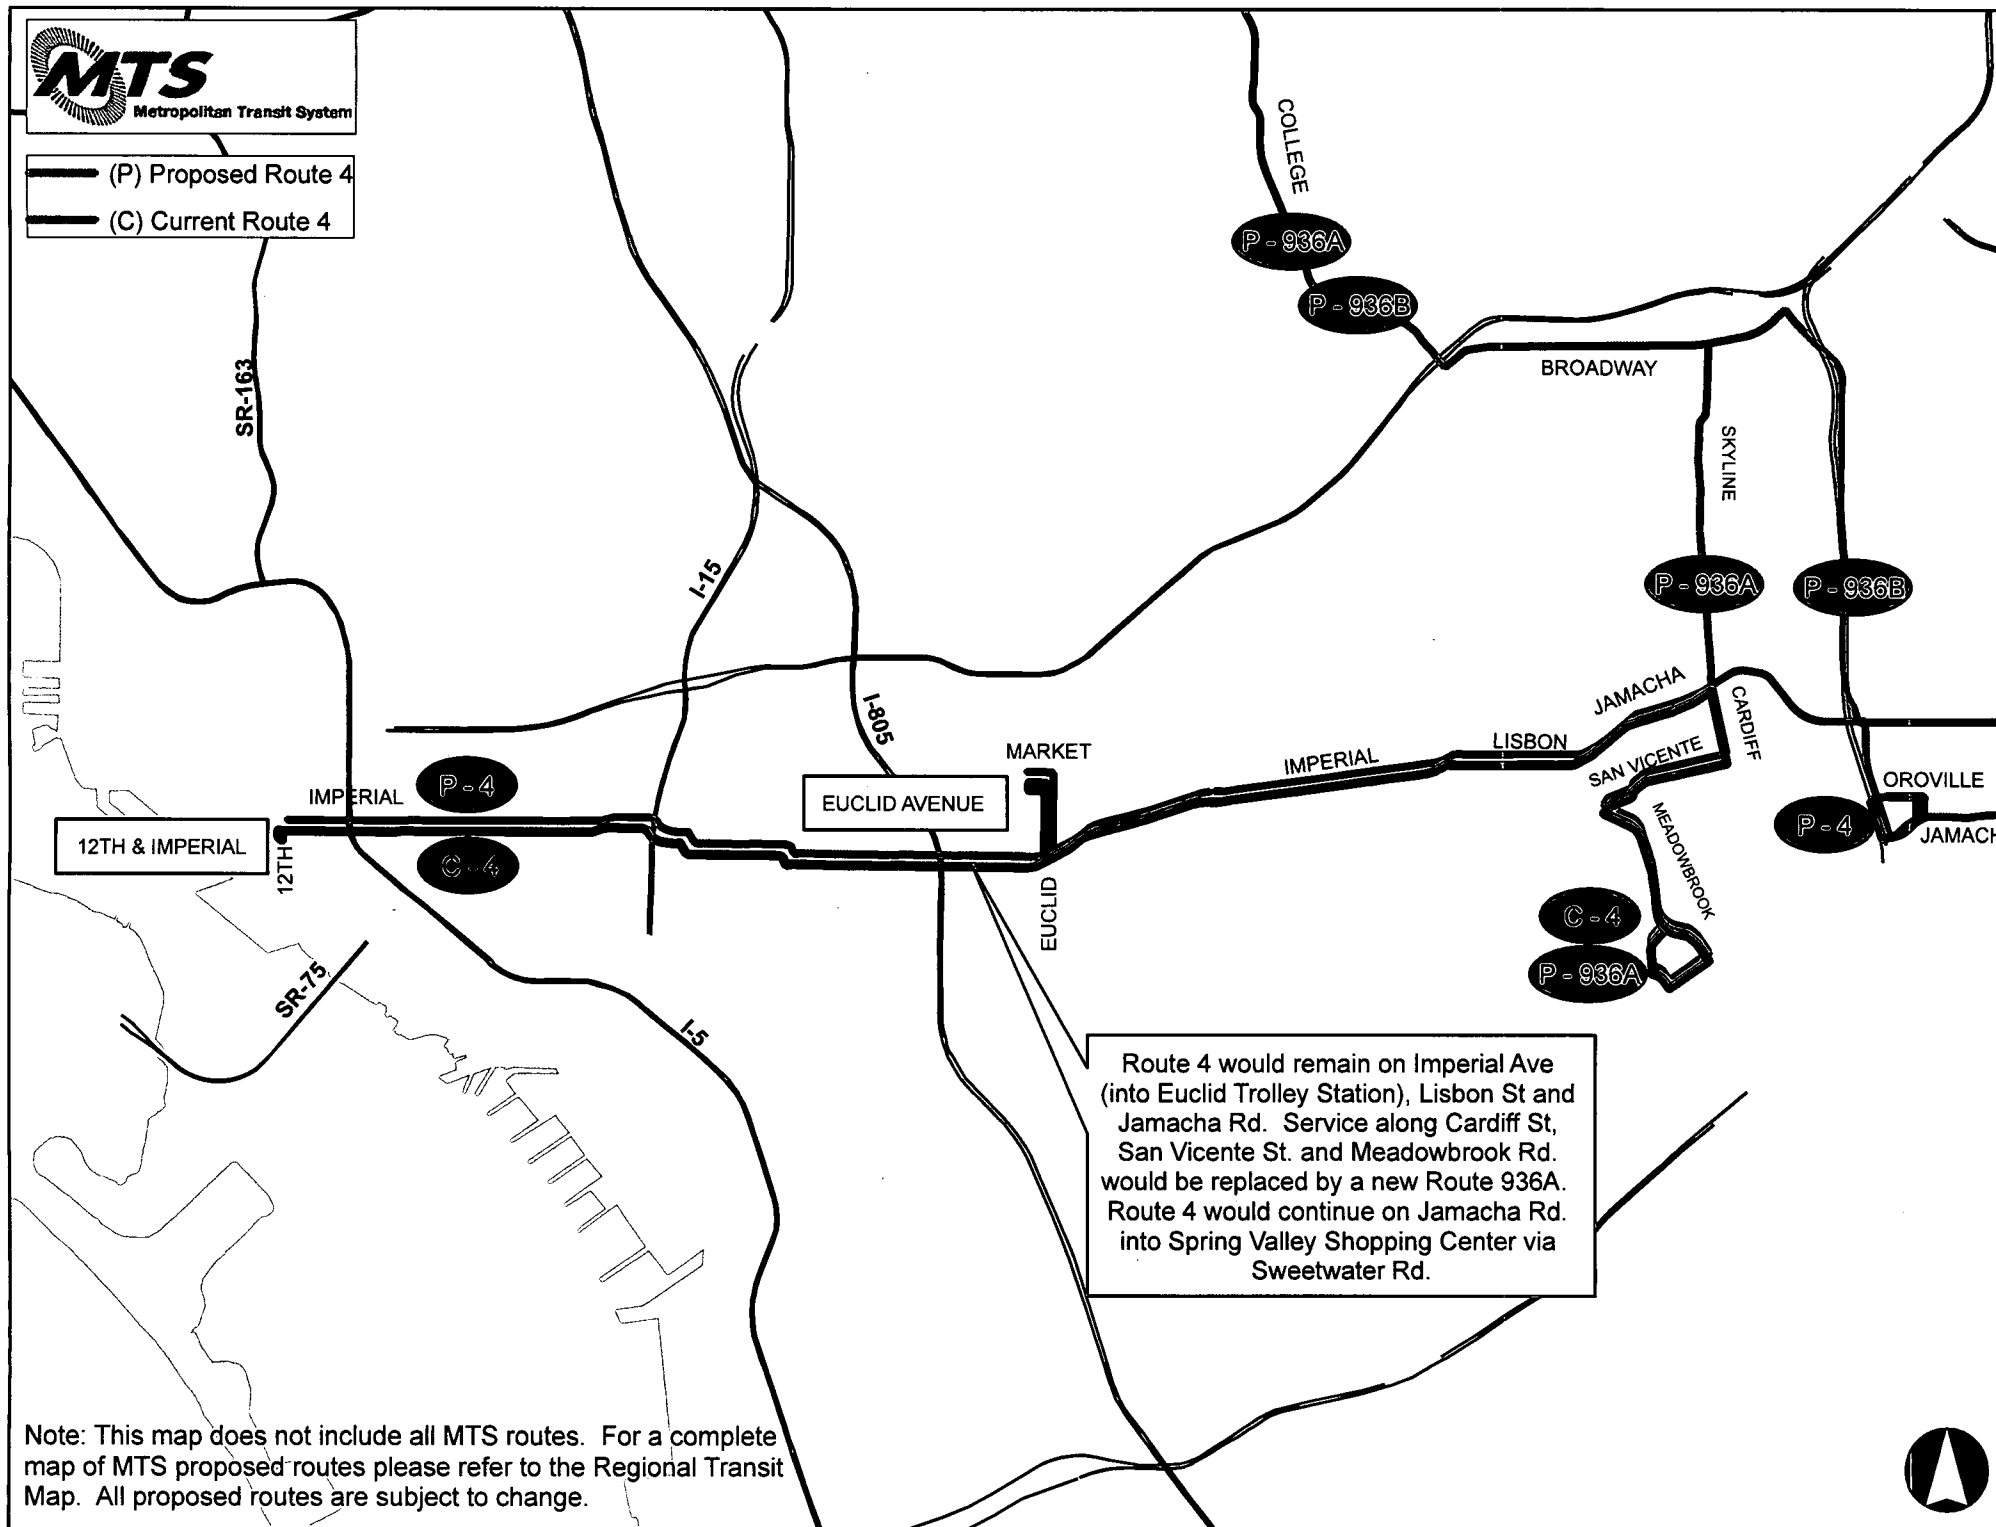 MTS
Metropolitan Transit System
(P) Proposed Route 4
(C) Current Route 4
COLLEGE
P - 936A
P - 936B
BROADWAY
SR-163
SKYLINE
I-15
P - 936A
P - 936B
I-805
JAMACHA
CARDIFF
MARKET
LISBON
IMPERIAL
SAN VICENTE
OROVILLE
P - 4
IMPERIAL
EUCLID AVENUE
MEADOWBROOK
P - 4
JAMACH
12TH & IMPERIAL
12TH
C - 4
EUCLID
C - 4
P - 936A
SR-75
I-5
Route 4 would remain on Imperial Ave
(into Euclid Trolley Station), Lisbon St and
Jamacha Rd.  Service along Cardiff St,
San Vicente St. and Meadowbrook Rd.
would be replaced by a new Route 936A.
Route 4 would continue on Jamacha Rd.
into Spring Valley Shopping Center via
Sweetwater Rd.
Note: This map does not include all MTS routes.  For a complete
map of MTS proposed routes please refer to the Regional Transit
Map.  All proposed routes are subject to change.